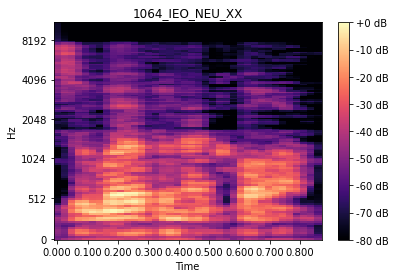 1064_IEO_NEU_XX
Hz
8192
4096
2048
1024
512
0
0.000 0.100 0.200 0.300 0.400 0.500 0.600 0.700 0.800
Time
+0 dB
-10 dB
-20 dB
-30 dB
-40 dB
-50 dB
-60 dB
-70 dB
-80 dB